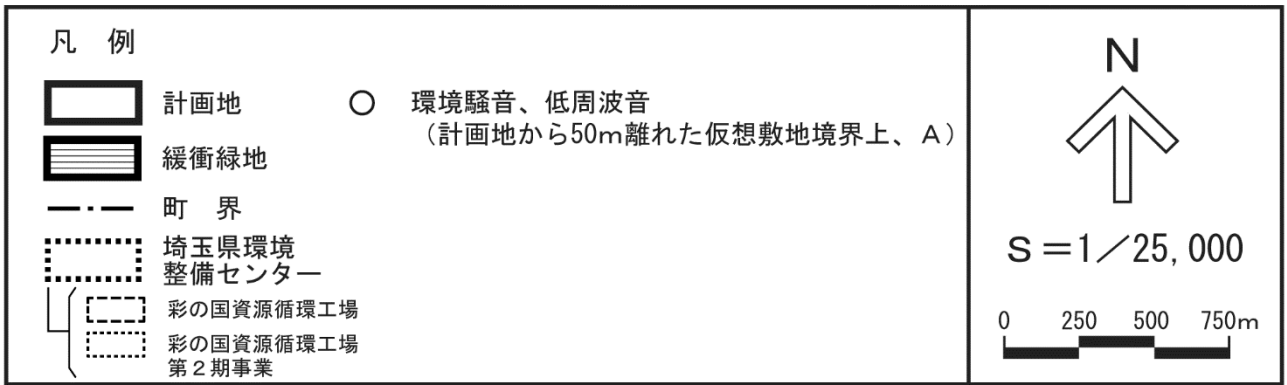 凡 例
計画地
○ 環境騒音、低周波音
（計画地から50m離れた仮想敷地境界上、A）
緩衝緑地
町 界
埼玉県環境
整備センター
彩の国資源循環工場
彩の国資源循環工場
第２期事業
N
S＝1／25,000
0 250 500 750m